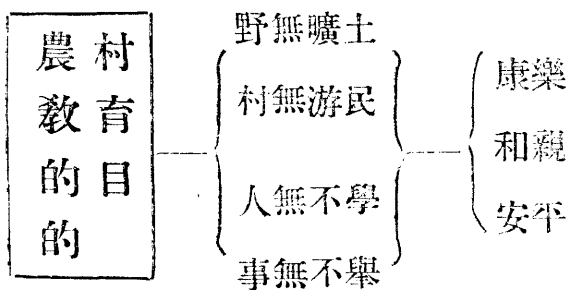 農村
教育
的目
的
野無曠土
村無游民
人無不學
事無不舉
康樂
和親
安平